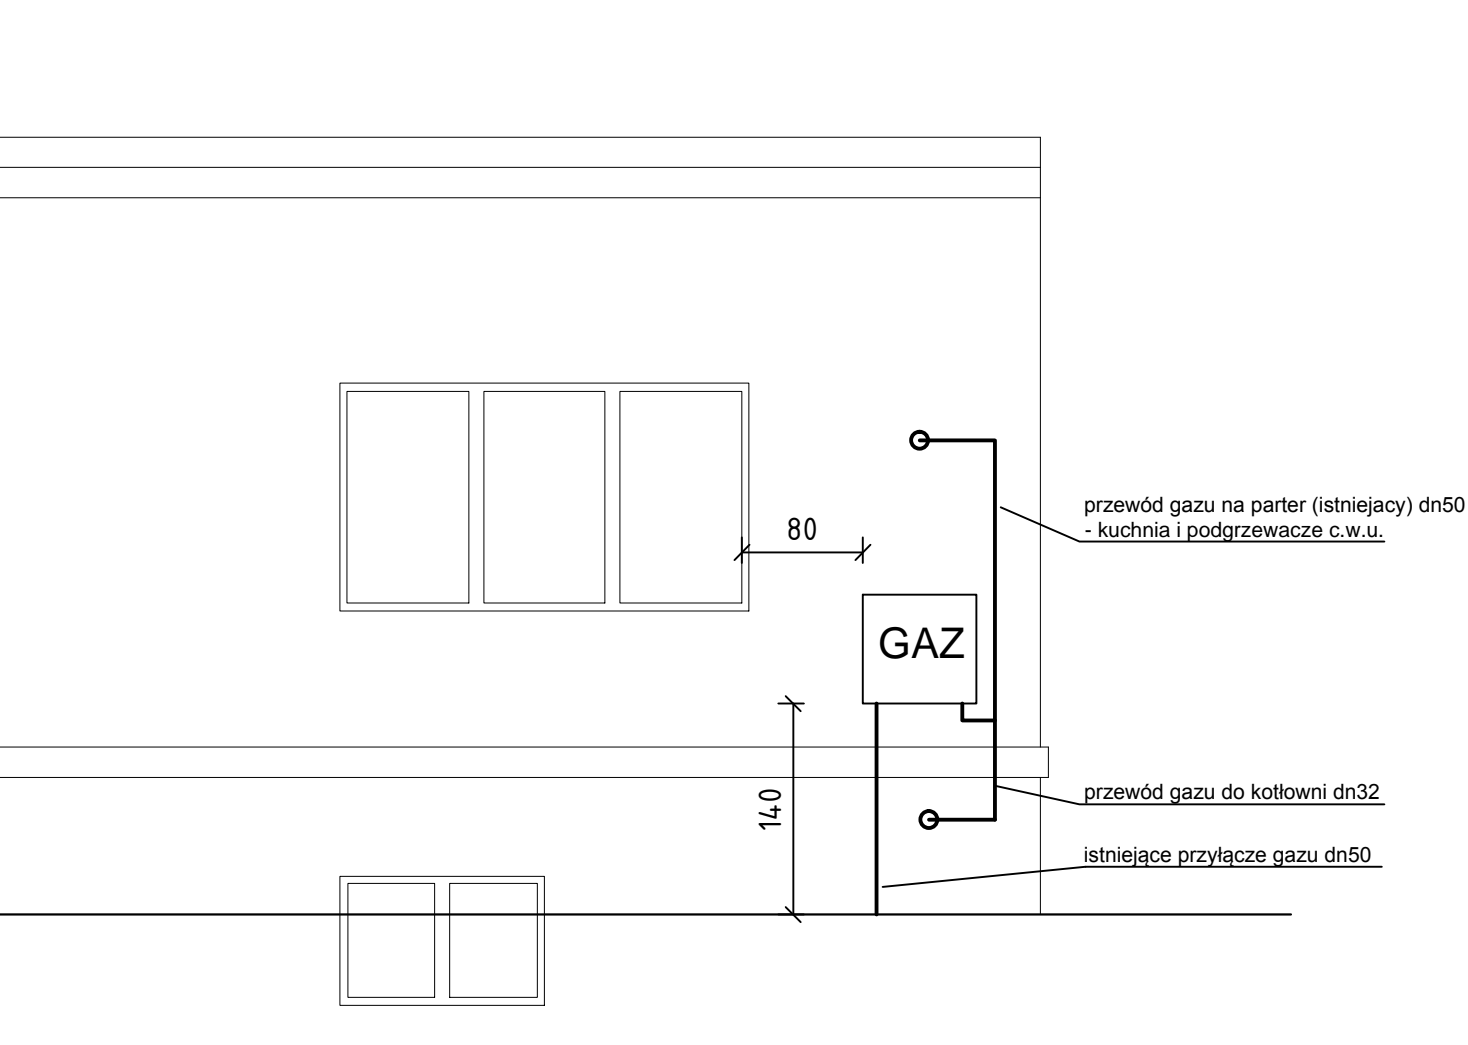 przewód gazu na parter (istniejacy) dn50
- kuchnia i podgrzewacze c.w.u.
80
GAZ
140
przewód gazu do kotłowni dn32
istniejące przyłącze gazu dn50